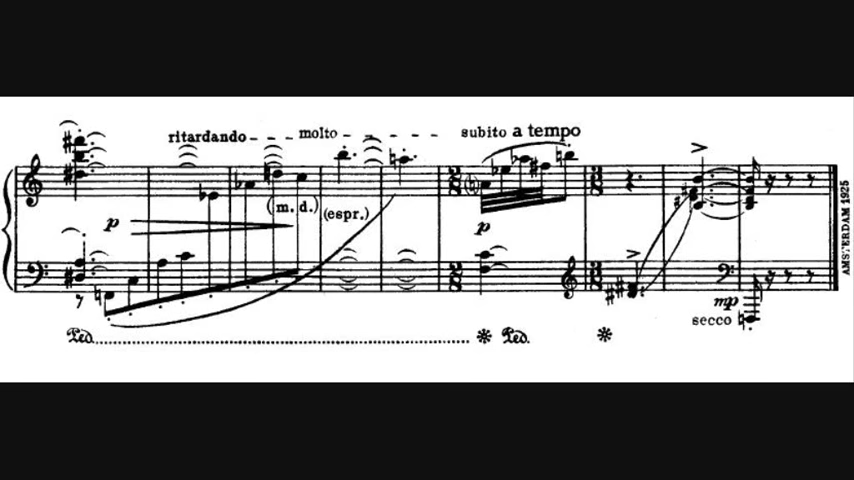 ritardando molto subito a tempo
(m. d.)
(espr.)
p
p
mp
secco
Ped. Ped.
AMSTERDAM 1925